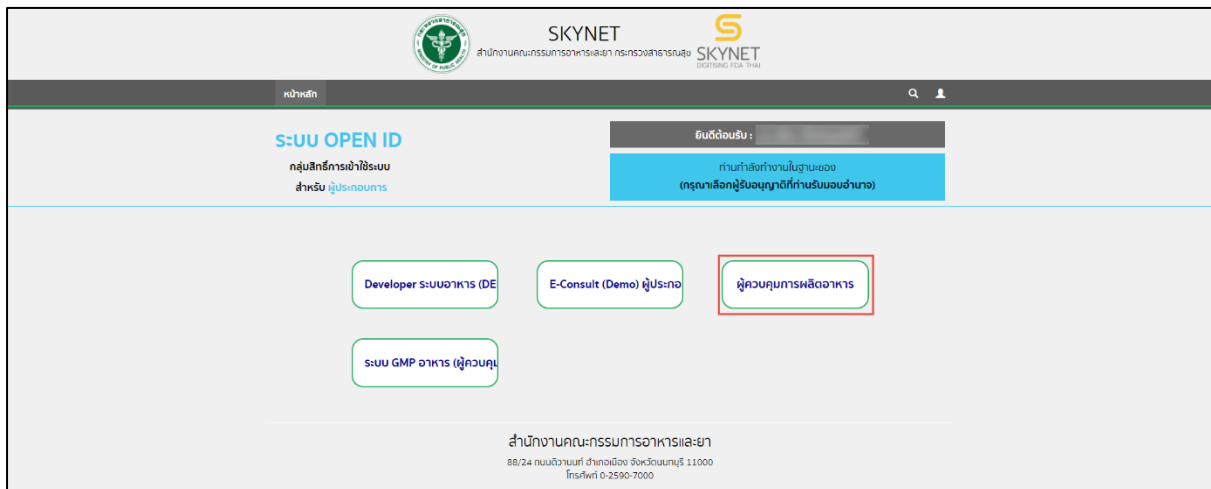 SKYNET
สำนักงานคณะกรรมการอาหารและยา กระทรวงสาธารณสุข
SKYNET
DIGITISING FDA THAI
หน้าหลัก
ระบบ OPEN ID
กลุ่มสิทธิ์การเข้าใช้ระบบ
สำหรับ ผู้ประกอบการ
ยินดีต้อนรับ :
ท่านกำลังทำงานในฐานะของ
(กรุณาเลือกผู้รับอนุญาติที่ท่านรับมอบอำนาจ)
Developer ระบบอาหาร (DE
E-Consult (Demo) ผู้ประกอ
ผู้ควบคุมการผลิตอาหาร
ระบบ GMP อาหาร (ผู้ควบคุม
สำนักงานคณะกรรมการอาหารและยา
88/24 ถนนติวานนท์ อำเภอเมือง จังหวัดนนทบุรี 11000
โทรศัพท์ 0-2590-7000